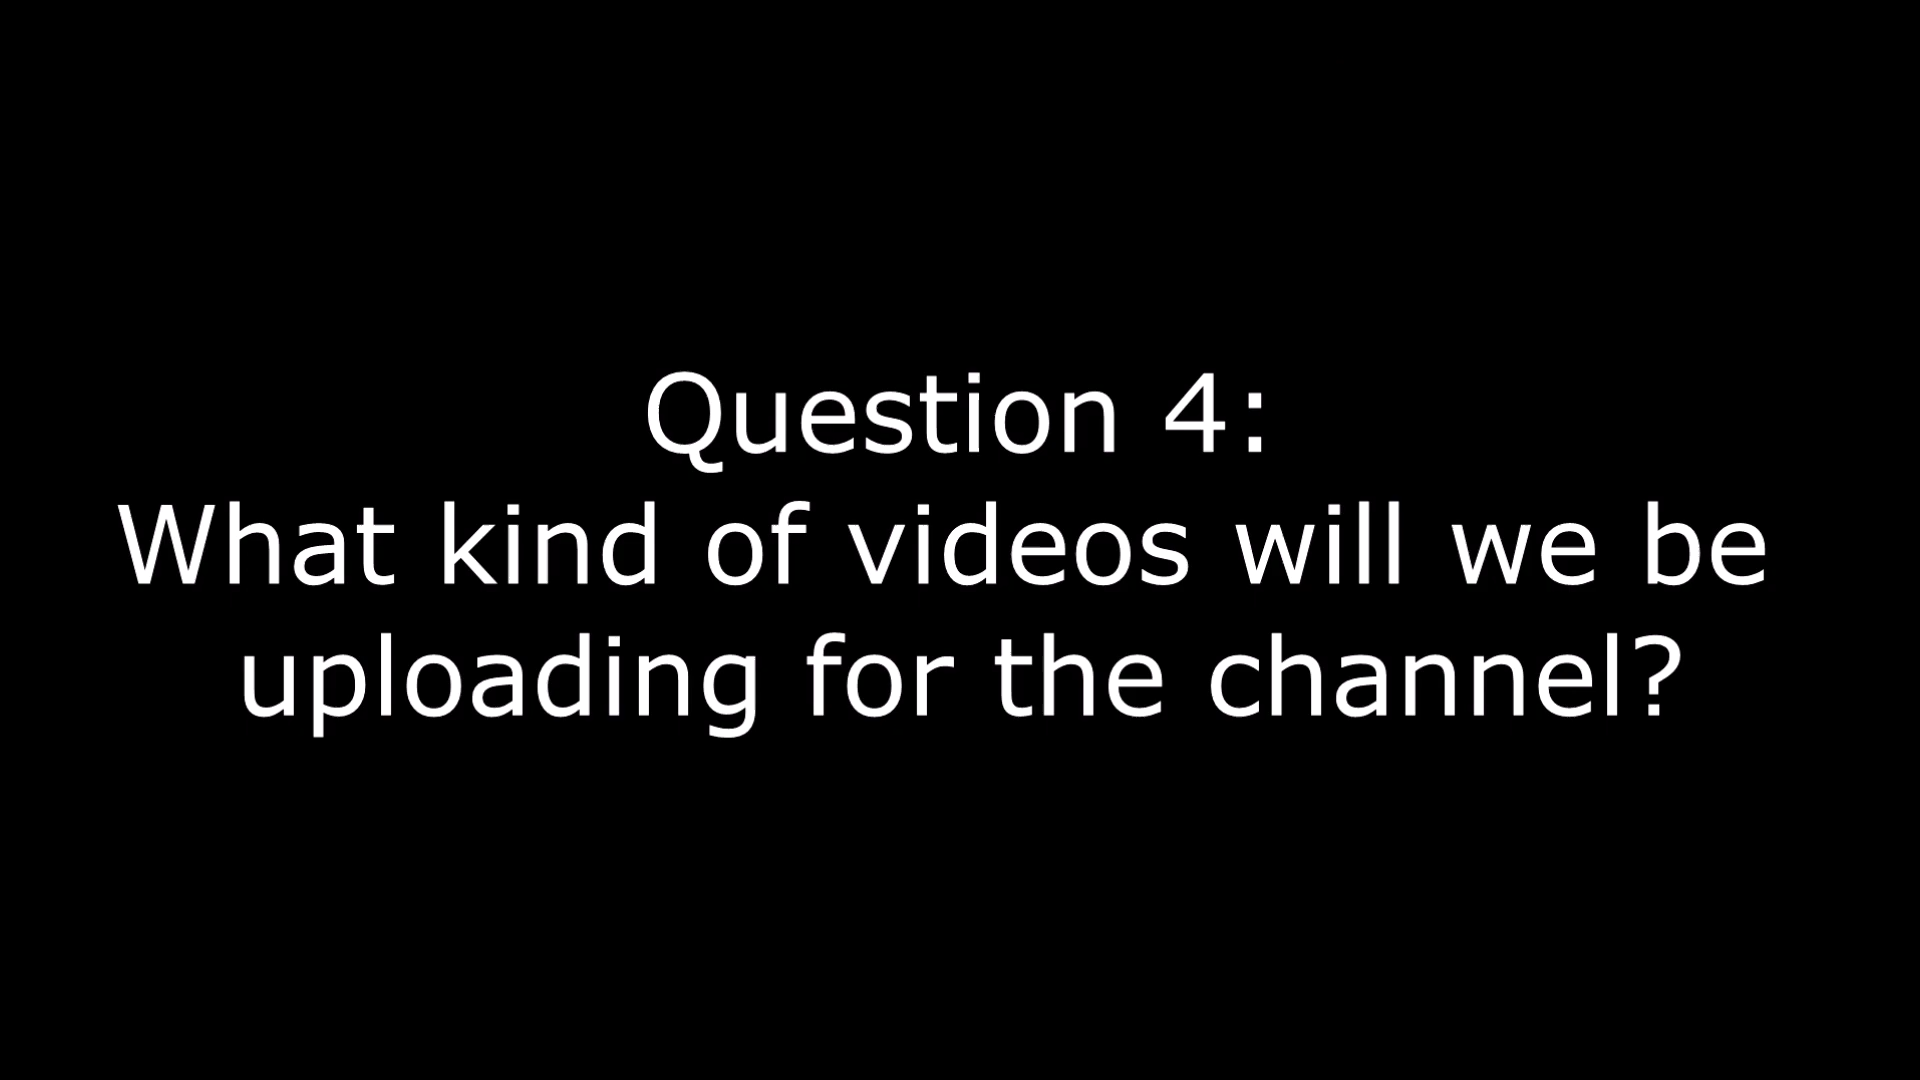 Question 4:
What kind of videos will we be
uploading for the channel?